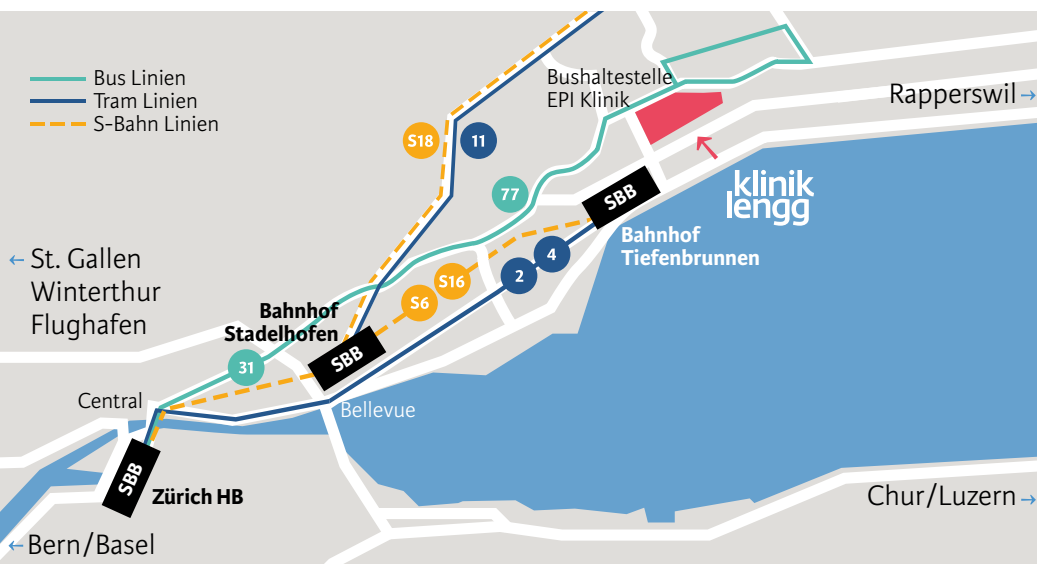 Bus Linien
Tram Linien
S-Bahn Linien
Bushaltestelle
EPI Klinik
Rapperswil →
S18
11
77
SBB
klinik
lengg
Bahnhof
Tiefenbrunnen
4
2
S16
S6
← St. Gallen
Winterthur
Flughafen
Bahnhof
Stadelhofen
SBB
31
Central
Bellevue
SBB
Zürich HB
Chur/Luzern →
← Bern/Basel